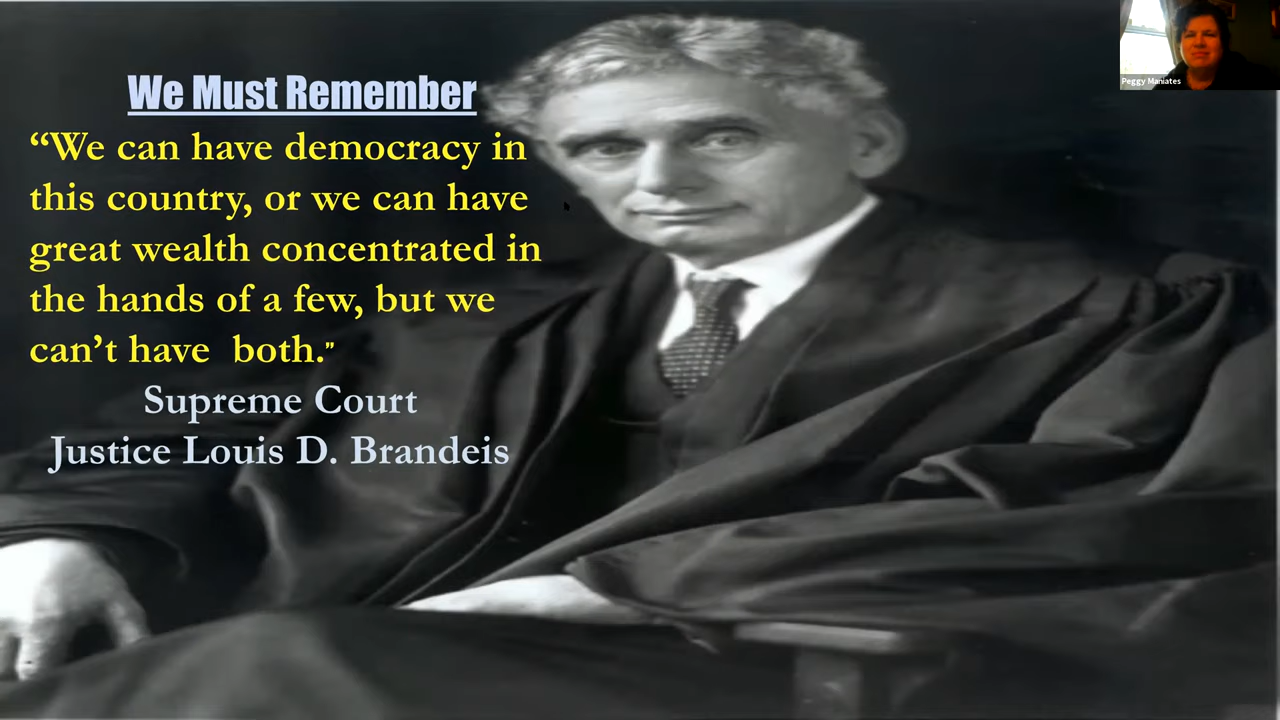 We Must Remember
“We can have democracy in
this country, or we can have
great wealth concentrated in
the hands of a few, but we
can’t have  both.”
Supreme Court
Justice Louis D. Brandeis
Peggy Maniates